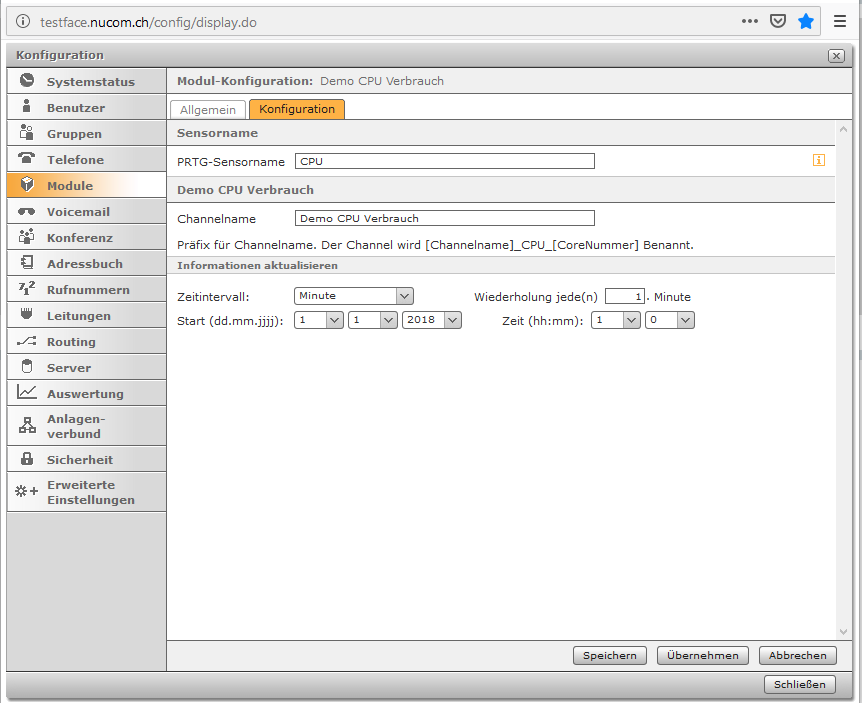 testface.nucom.ch/config/display.do
Konfiguration
Systemstatus
Benutzer
Gruppen
Telefone
Module
Voicemail
Konferenz
Adressbuch
Rufnummern
Leitungen
Routing
Server
Auswertung
Anlagen-
verbund
Sicherheit
Erweiterte
Einstellungen
Modul-Konfiguration: Demo CPU Verbrauch
Allgemein Konfiguration
Sensorname
PRTG-Sensorname CPU
Demo CPU Verbrauch
Channelname Demo CPU Verbrauch
Präfix für Channelname. Der Channel wird [Channelname]_CPU_[CoreNummer] Benannt.
Informationen aktualisieren
Zeitintervall: Minute Wiederholung jede(n) 1. Minute
Start (dd.mm.jjjj): 1 1 2018 Zeit (hh:mm): 1 0
Speichern Übernehmen Abbrechen
Schließen